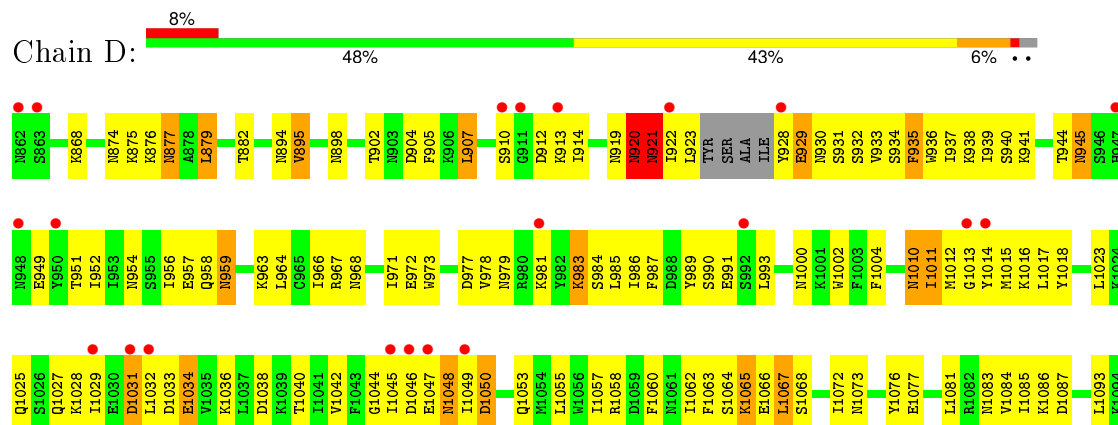 8%
Chain D:
48% 43% 6% • •
N862 S863 K868 N874 K875 K876 N877 A878 L879 T882 N894 V895 N898 T902 N903 D904 F905 K906 L907 S910 G911 D912 K913 I914 N919 N920 N921 I922 L923 TYR SER ALA ILE Y928 E929 N930 S931 S932 V933 S934 F935 W936 I937 K938 I939 S940 K941 T944 N945 S946 H947
N948 E949 Y950 T951 I952 I953 N954 S955 I956 E957 Q958 N959 K963 L964 C965 I966 R967 N968 I971 E972 W973 D977 V978 N979 R980 K981 Y982 K983 S984 L985 I986 F987 D988 Y989 S990 E991 S992 L993 N1000 K1001 W1002 F1003 F1004 N1010 I1011 M1012 G1013 Y1014 M1015 K1016 L1017 Y1018 L1023 K1024
Q1025 S1026 Q1027 K1028 I1029 E1030 D1031 L1032 D1033 E1034 V1035 K1036 L1037 D1038 K1039 T1040 I1041 V1042 F1043 G1044 I1045 D1046 E1047 N1048 I1049 D1050 Q1053 M1054 L1055 W1056 I1057 R1058 D1059 F1060 N1061 I1062 F1063 S1064 K1065 E1066 L1067 S1068 I1072 N1073 Y1076 E1077 L1081 R1082 N1083 V1084 I1085 K1086 D1087 L1093 K1094